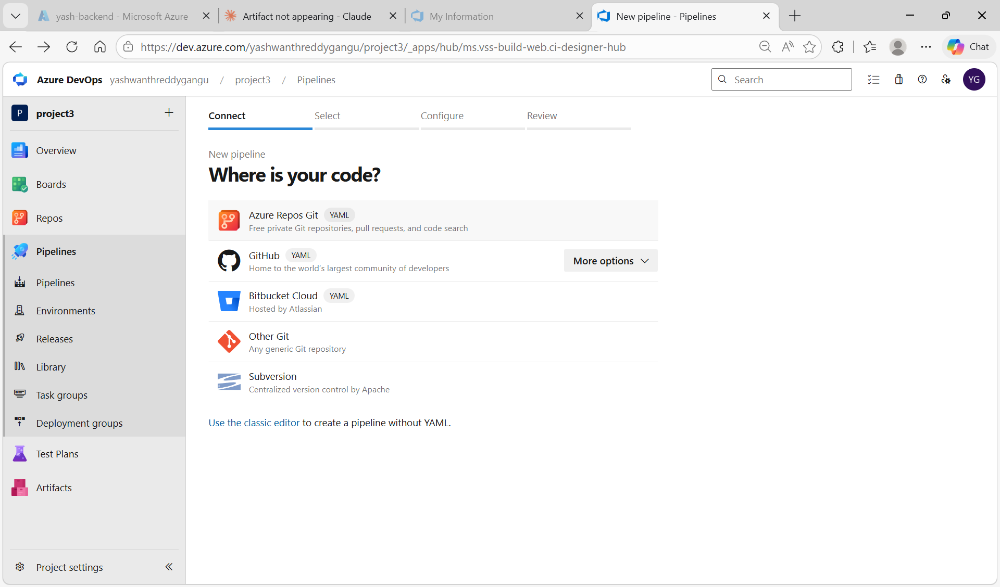 yash-backend - Microsoft Azure
Artifact not appearing - Claude
My Information
New pipeline - Pipelines
https://dev.azure.com/yashwanthreddygangu/project3/_apps/hub/ms.vss-build-web.ci-designer-hub
Chat
Azure DevOps yashwanthreddygangu / project3 / Pipelines
Search
YG
P project3
Overview
Boards
Repos
Pipelines
Pipelines
Environments
Releases
Library
Task groups
Deployment groups
Test Plans
Artifacts
Project settings
Connect
Select
Configure
Review
New pipeline
Where is your code?
Azure Repos Git YAML
Free private Git repositories, pull requests, and code search
GitHub YAML
Home to the world's largest community of developers
More options
Bitbucket Cloud YAML
Hosted by Atlassian
Other Git
Any generic Git repository
Subversion
Centralized version control by Apache
Use the classic editor to create a pipeline without YAML.